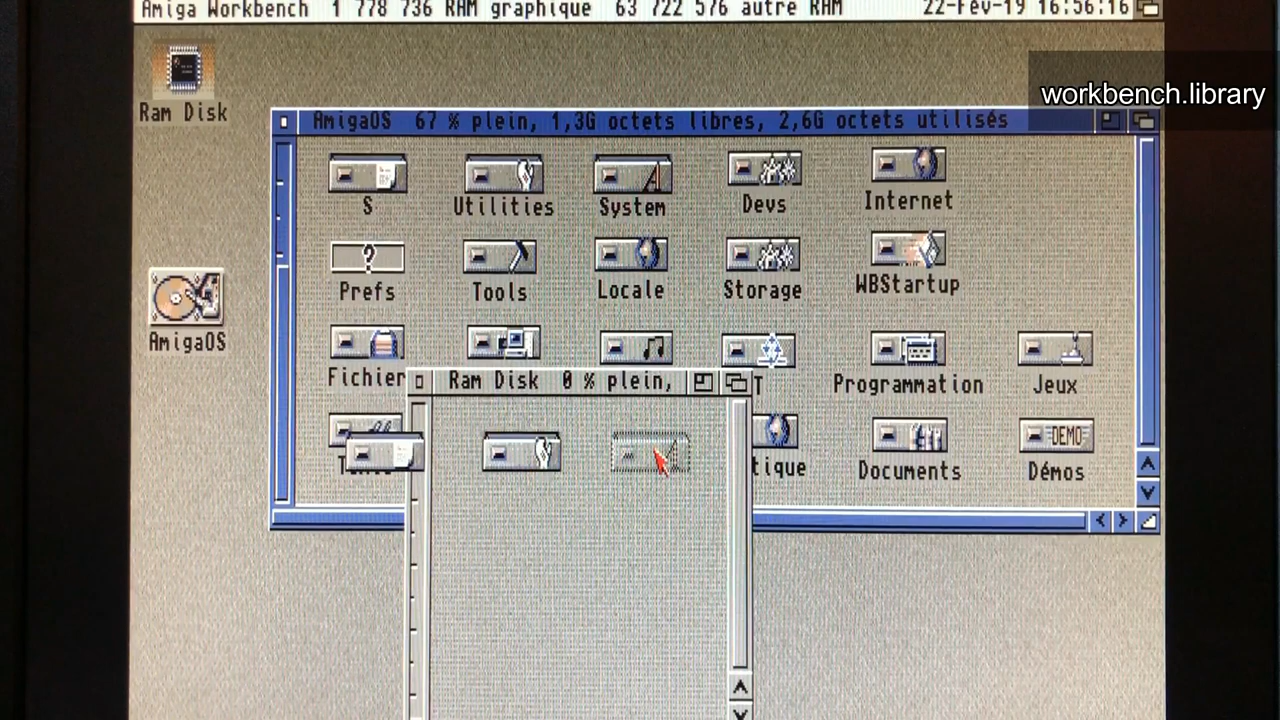 Amiga Workbench 1 778 736 RAM graphique 63 722 576 autre RAM 22-Fév-19 16:56:16
workbench.library
Ram Disk
AmigaOS 67 % plein, 1,3G octets libres, 2,6G octets utilisés
S Utilities System Devs Internet
?
Prefs Tools Locale Storage WBStartup
AmigaOS
Fichier T Programmation Jeux
Ram Disk 0 % plein,
DEMO
tique Documents Démos